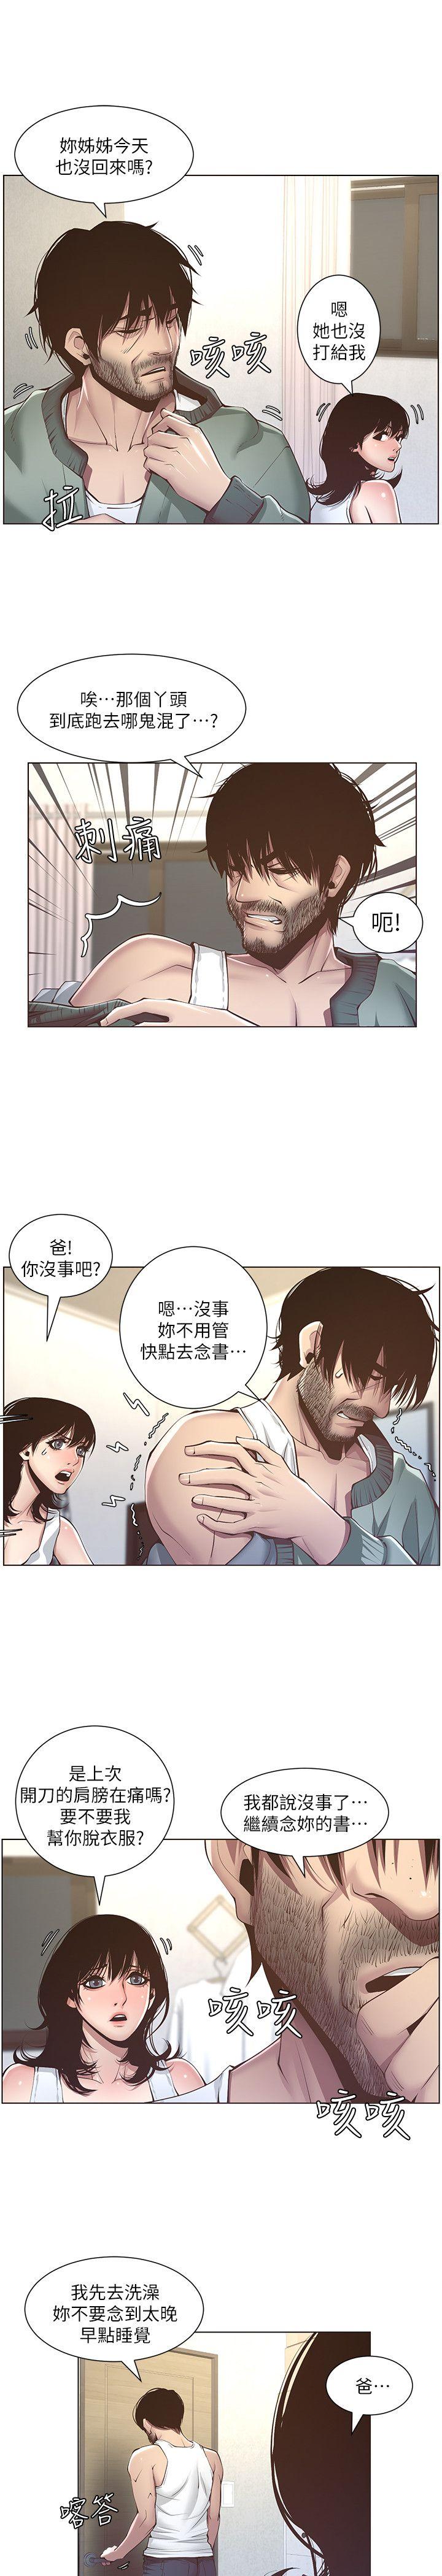 妳姊姊今天
也沒回來嗎?
嗯
她也沒
打給我
咳咳
拉
唉…那個丫頭
到底跑去哪鬼混了…?
刺痛
呃!
爸!
你沒事吧?
嗯…沒事
妳不用管
快點去念書…
是上次
開刀的肩膀在痛嗎?
要不要我
幫你脫衣服?
我都說沒事了…
繼續念妳的書…
咳咳
咳咳
我先去洗澡
妳不要念到太晚
早點睡覺
爸…
喀答